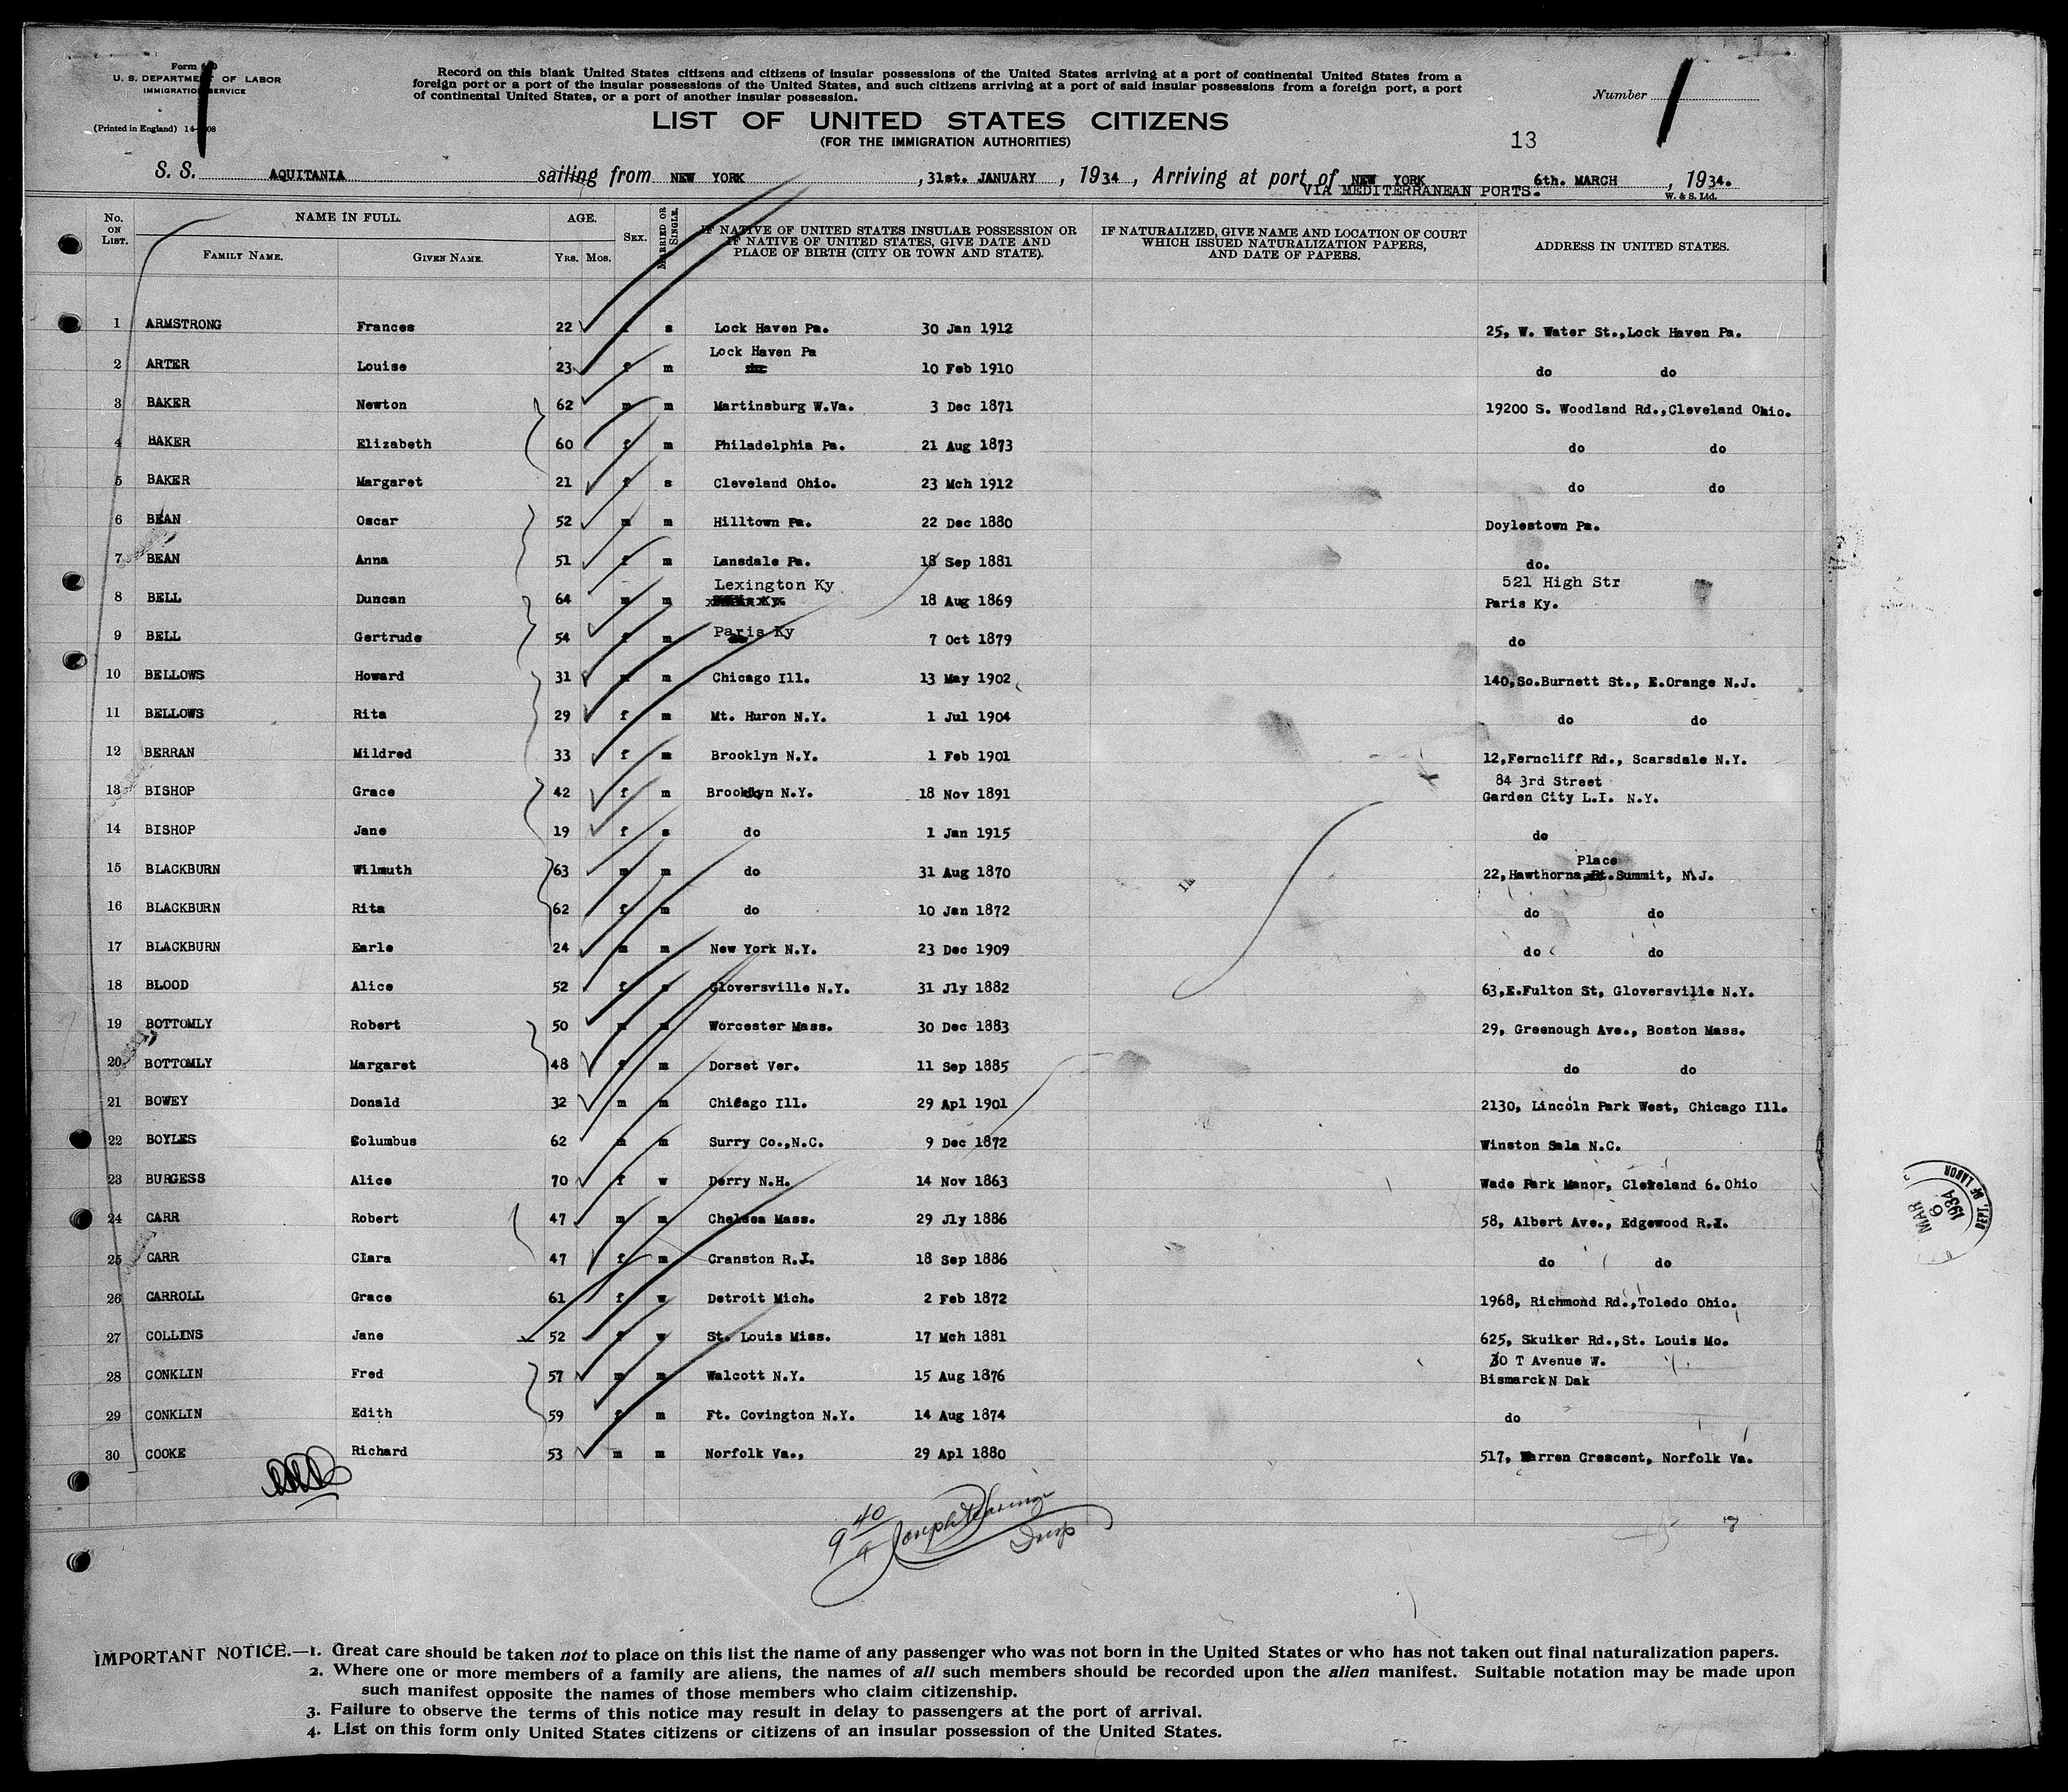 Form
U. S. DEPARTMENT OF LABOR
IMMIGRATION SERVICE
(Printed in England)
Record on this blank United States citizens and citizens of insular possessions of the United States arriving at a port of continental United States from a
foreign port or a port of the insular possessions of the United States, and such citizens arriving at a port of said insular possessions from a foreign port, a port
of continental United States, or a port of another insular possession.
Number
LIST OF UNITED STATES CITIZENS
(FOR THE IMMIGRATION AUTHORITIES)
13
S. S. AQUITANIA sailing from NEW YORK, 31st. JANUARY, 1934, Arriving at port of NEW YORK 6th. MARCH, 1934.
VIA MEDITERRANEAN PORTS.
W. & S. Ltd.
No. ON LIST. NAME IN FULL. FAMILY NAME. GIVEN NAME. AGE. YRS. MOS. SEX. MARRIED OR SINGLE. IF NATIVE OF UNITED STATES INSULAR POSSESSION OR IF NATIVE OF UNITED STATES, GIVE DATE AND PLACE OF BIRTH (CITY OR TOWN AND STATE). IF NATURALIZED, GIVE NAME AND LOCATION OF COURT WHICH ISSUED NATURALIZATION PAPERS, AND DATE OF PAPERS. ADDRESS IN UNITED STATES.
1 ARMSTRONG Frances 22 f s Lock Haven Pa. 30 Jan 1912 25, W. Water St.,Lock Haven Pa.
2 ARTER Louise 23 f m Lock Haven Pa 10 Feb 1910 do do
3 BAKER Newton 62 m m Martinsburg W.Va. 3 Dec 1871 19200 S. Woodland Rd.,Cleveland Ohio.
4 BAKER Elizabeth 60 f m Philadelphia Pa. 21 Aug 1873 do do
5 BAKER Margaret 21 f s Cleveland Ohio. 23 Mch 1912 do do
6 BEAN Oscar 52 m m Hilltown Pa. 22 Dec 1880 Doylestown Pa.
7 BEAN Anna 51 f m Lansdale Pa. 18 Sep 1881 do.
8 BELL Duncan 64 m m Lexington Ky 18 Aug 1869 521 High Str Paris Ky.
9 BELL Gertrude 54 f m Paris Ky 7 Oct 1879 do
10 BELLOWS Howard 31 m m Chicago Ill. 13 May 1902 140,So.Burnett St., E.Orange N.J.
11 BELLOWS Rita 29 f m Mt. Huron N.Y. 1 Jul 1904 do do
12 BERRAN Mildred 33 f m Brooklyn N.Y. 1 Feb 1901 12,Ferncliff Rd., Scarsdale N.Y.
13 BISHOP Grace 42 f m Brooklyn N.Y. 18 Nov 1891 84 3rd Street Garden City L.I. N.Y.
14 BISHOP Jane 19 f s do 1 Jan 1915 do
15 BLACKBURN Wilmuth 63 m m do 31 Aug 1870 22,Hawthorna Place Summit, N.J.
16 BLACKBURN Rita 62 f m do 10 Jan 1872 do do
17 BLACKBURN Earle 24 m m New York N.Y. 23 Dec 1909 do do
18 BLOOD Alice 52 f s Gloversville N.Y. 31 Jly 1882 63,E.Fulton St, Gloversville N.Y.
19 BOTTOMLY Robert 50 m m Worcester Mass. 30 Dec 1883 29, Greenough Ave., Boston Mass.
20 BOTTOMLY Margaret 48 f m Dorset Ver. 11 Sep 1885 do do
21 BOWEY Donald 32 m m Chicago Ill. 29 Apl 1901 2130, Lincoln Park West, Chicago Ill.
22 BOYLES Columbus 62 m m Surry Co.,N.C. 9 Dec 1872 Winston Sala N.C.
23 BURGESS Alice 70 f w Derry N.H. 14 Nov 1863 Wade Park Manor, Cleveland 6. Ohio
24 CARR Robert 47 m m Chelsea Mass. 29 Jly 1886 58, Albert Ave., Edgewood R.I.
25 CARR Clara 47 f m Cranston R.I. 18 Sep 1886 do do
26 CARROLL Grace 61 f w Detroit Mich. 2 Feb 1872 1968, Richmond Rd.,Toledo Ohio.
27 COLLINS Jane 52 f w St. Louis Miss. 17 Mch 1881 625, Skuiker Rd.,St. Louis Mo.
28 CONKLIN Fred 57 m m Walcott N.Y. 15 Aug 1876 30 T Avenue W. Bismarck N Dak
29 CONKLIN Edith 59 f m Ft. Covington N.Y. 14 Aug 1874 do
30 COOKE Richard 53 m m Norfolk Va., 29 Apl 1880 517, Warren Crescent, Norfolk Va.
9 40/A Joseph
Insp
DEPT. OF LABOR
MAR 6 1934
IMPORTANT NOTICE.—1. Great care should be taken not to place on this list the name of any passenger who was not born in the United States or who has not taken out final naturalization papers.
2. Where one or more members of a family are aliens, the names of all such members should be recorded upon the alien manifest. Suitable notation may be made upon
such manifest opposite the names of those members who claim citizenship.
3. Failure to observe the terms of this notice may result in delay to passengers at the port of arrival.
4. List on this form only United States citizens or citizens of an insular possession of the United States.